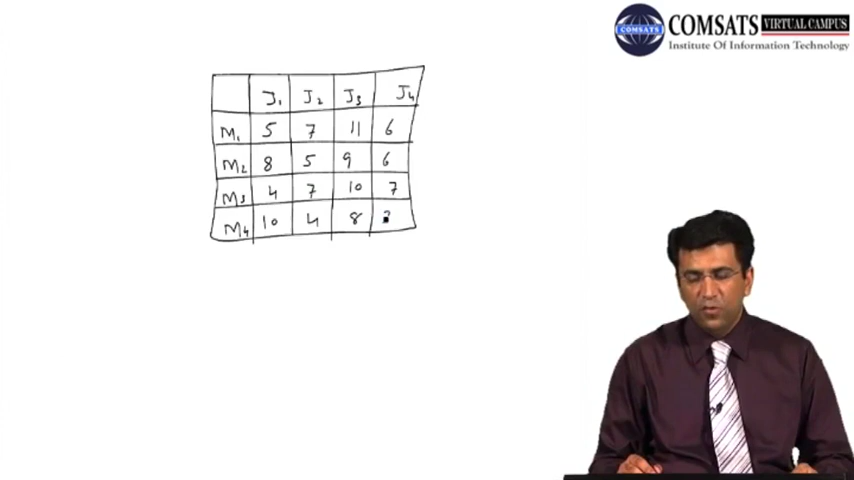 COMSATS VIRTUAL CAMPUS
COMSATS
Institute Of Information Technology
J1 J2 J3 J4
M1 5 7 11 6
M2 8 5 9 6
M3 4 7 10 7
M4 10 4 8